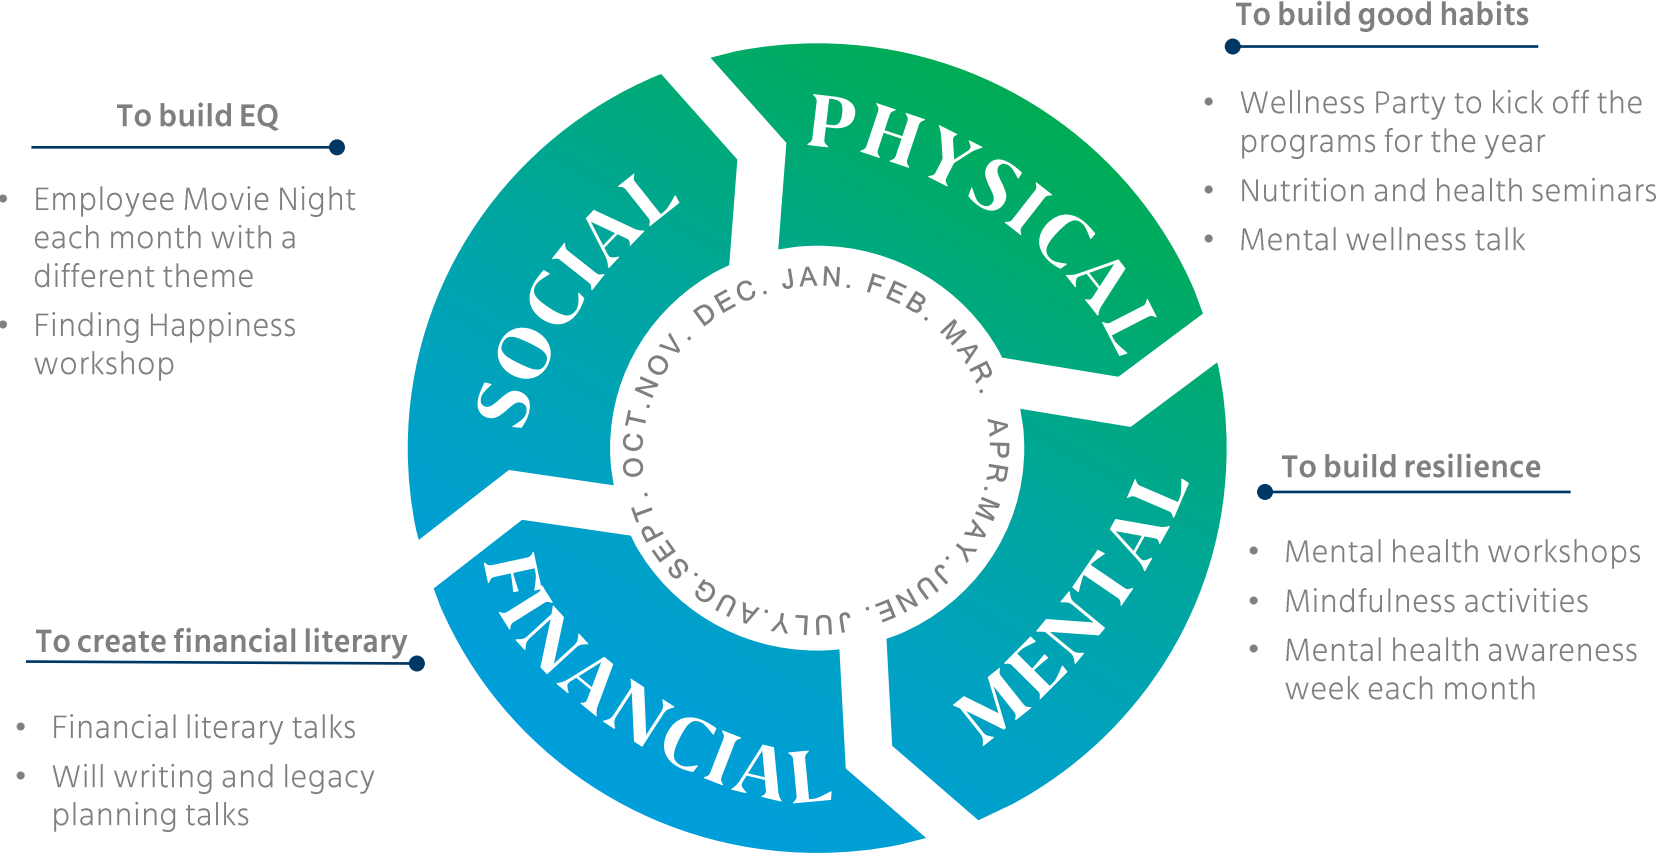 To build good habits
• Wellness Party to kick off the
programs for the year
• Nutrition and health seminars
• Mental wellness talk
To build EQ
• Employee Movie Night
each month with a
different theme
• Finding Happiness
workshop
PHYSICAL
SOCIAL
MENTAL
FINANCIAL
JAN. FEB. MAR. APR.MAY.JUNE. JULY.AUG.SEPT. OCT.NOV. DEC.
To build resilience
• Mental health workshops
• Mindfulness activities
• Mental health awareness
week each month
To create financial literary
• Financial literary talks
• Will writing and legacy
planning talks